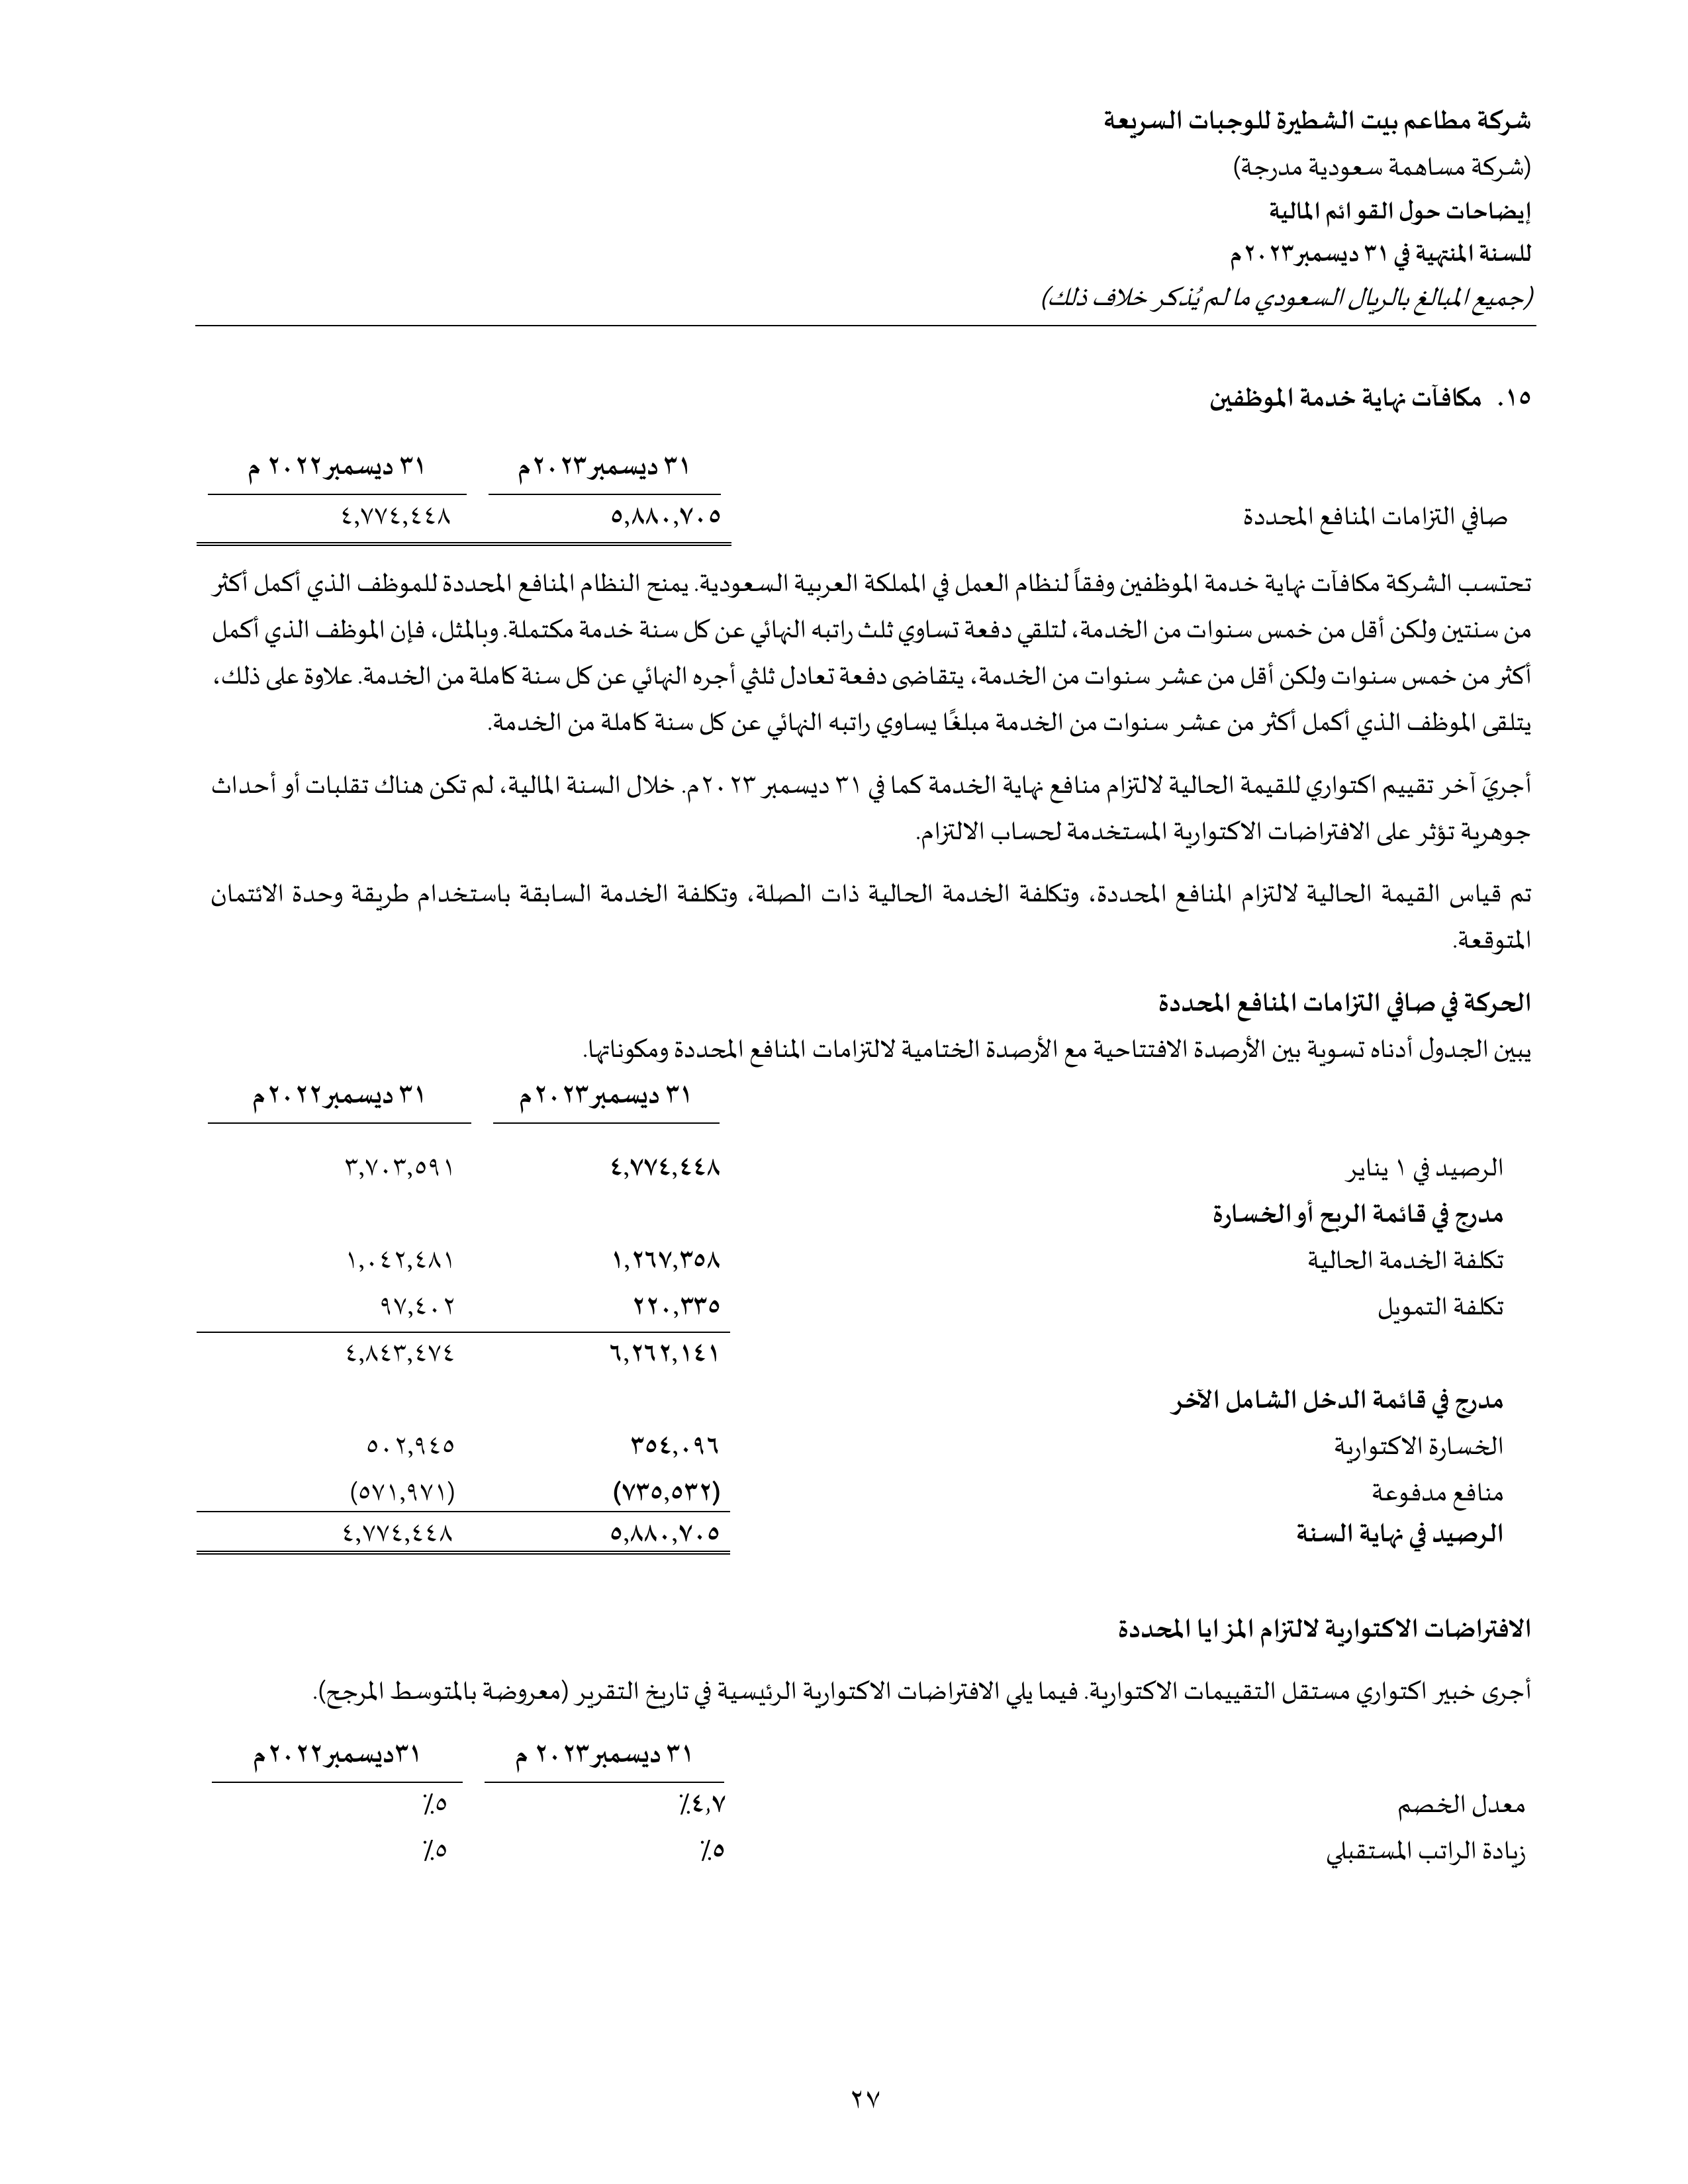 شركة مطاعم بيت الشطيرة للوجبات السريعة
(شركة مساهمة سعودية مدرجة)
إيضاحات حول القوائم المالية
للسنة المنتهية في ٣١ ديسمبر ٢٠٢٣م
(جميع المبالغ بالريال السعودي ما لم يُذكر خلاف ذلك)
١٥. مكافآت نهاية خدمة الموظفين
٣١ ديسمبر ٢٠٢٣م ٣١ ديسمبر ٢٠٢٢ م
صافي التزامات المنافع المحددة ٥,٨٨٠,٧٠٥ ٤,٧٧٤,٤٤٨
تحتسب الشركة مكافآت نهاية خدمة الموظفين وفقاً لنظام العمل في المملكة العربية السعودية. يمنح النظام المنافع المحددة للموظف الذي أكمل أكثر
من سنتين ولكن أقل من خمس سنوات من الخدمة، لتلقي دفعة تساوي ثلث راتبه النهائي عن كل سنة خدمة مكتملة. وبالمثل، فإن الموظف الذي أكمل
أكثر من خمس سنوات ولكن أقل من عشر سنوات من الخدمة، يتقاضى دفعة تعادل ثلثي أجره النهائي عن كل سنة كاملة من الخدمة. علاوة على ذلك،
يتلقى الموظف الذي أكمل أكثر من عشر سنوات من الخدمة مبلغًا يساوي راتبه النهائي عن كل سنة كاملة من الخدمة.
أجريَ آخر تقييم اكتواري للقيمة الحالية لالتزام منافع نهاية الخدمة كما في ٣١ ديسمبر ٢٠٢٣م. خلال السنة المالية، لم تكن هناك تقلبات أو أحداث
جوهرية تؤثر على الافتراضات الاكتوارية المستخدمة لحساب الالتزام.
تم قياس القيمة الحالية لالتزام المنافع المحددة، وتكلفة الخدمة الحالية ذات الصلة، وتكلفة الخدمة السابقة باستخدام طريقة وحدة الائتمان
المتوقعة.
الحركة في صافي التزامات المنافع المحددة
يبين الجدول أدناه تسوية بين الأرصدة الافتتاحية مع الأرصدة الختامية لالتزامات المنافع المحددة ومكوناتها.
٣١ ديسمبر ٢٠٢٣م ٣١ ديسمبر ٢٠٢٢م
الرصيد في ١ يناير ٤,٧٧٤,٤٤٨ ٣,٧٠٣,٥٩١
مدرج في قائمة الربح أو الخسارة
تكلفة الخدمة الحالية ١,٢٦٧,٣٥٨ ١,٠٤٢,٤٨١
تكلفة التمويل ٢٢٠,٣٣٥ ٩٧,٤٠٢
٦,٢٦٢,١٤١ ٤,٨٤٣,٤٧٤
مدرج في قائمة الدخل الشامل الآخر
الخسارة الاكتوارية ٣٥٤,٠٩٦ ٥٠٢,٩٤٥
منافع مدفوعة (٧٣٥,٥٣٢) (٥٧١,٩٧١)
الرصيد في نهاية السنة ٥,٨٨٠,٧٠٥ ٤,٧٧٤,٤٤٨
الافتراضات الاكتوارية لالتزام المزايا المحددة
أجرى خبير اكتواري مستقل التقييمات الاكتوارية. فيما يلي الافتراضات الاكتوارية الرئيسية في تاريخ التقرير (معروضة بالمتوسط المرجح).
٣١ ديسمبر ٢٠٢٣ م ٣١ديسمبر ٢٠٢٢م
معدل الخصم ٤,٧٪ ٥٪
زيادة الراتب المستقبلي ٥٪ ٥٪
٢٧